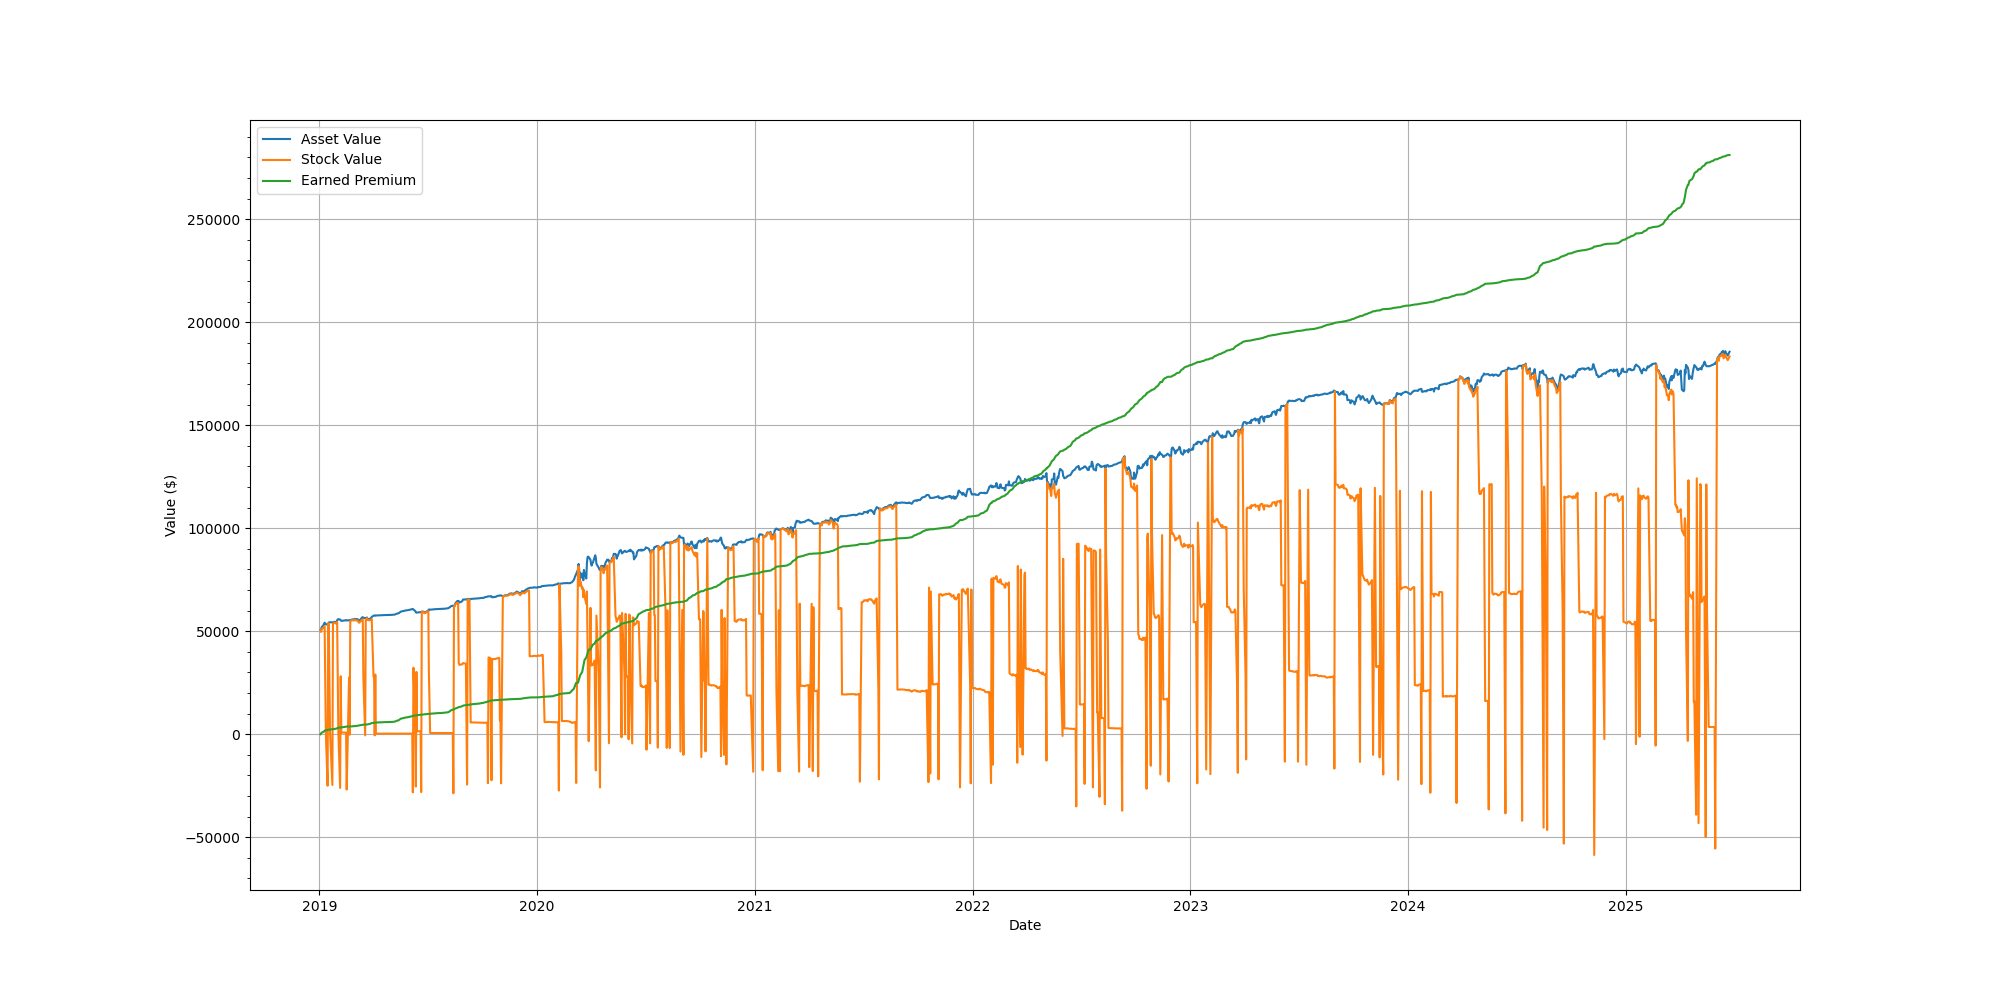 Asset Value
Stock Value
Earned Premium
250000
200000
150000
100000
50000
0
−50000
Value ($)
2019 2020 2021 2022 2023 2024 2025
Date